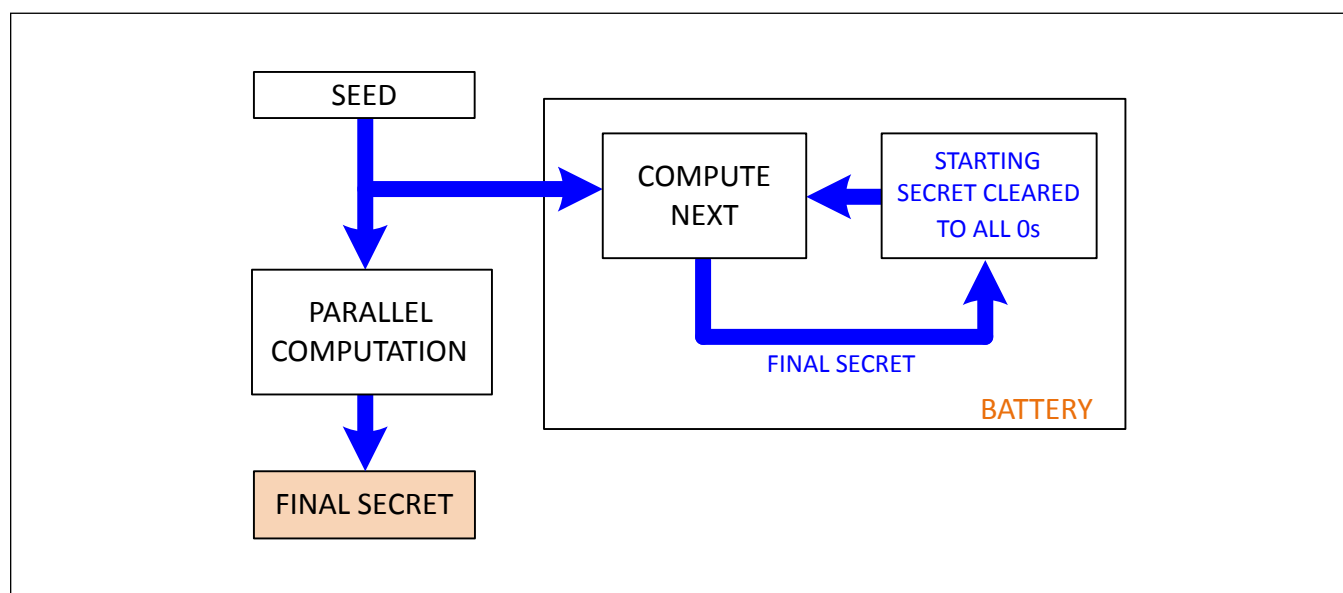 SEED
COMPUTE
NEXT
STARTING
SECRET CLEARED
TO ALL 0s
PARALLEL
COMPUTATION
FINAL SECRET
BATTERY
FINAL SECRET